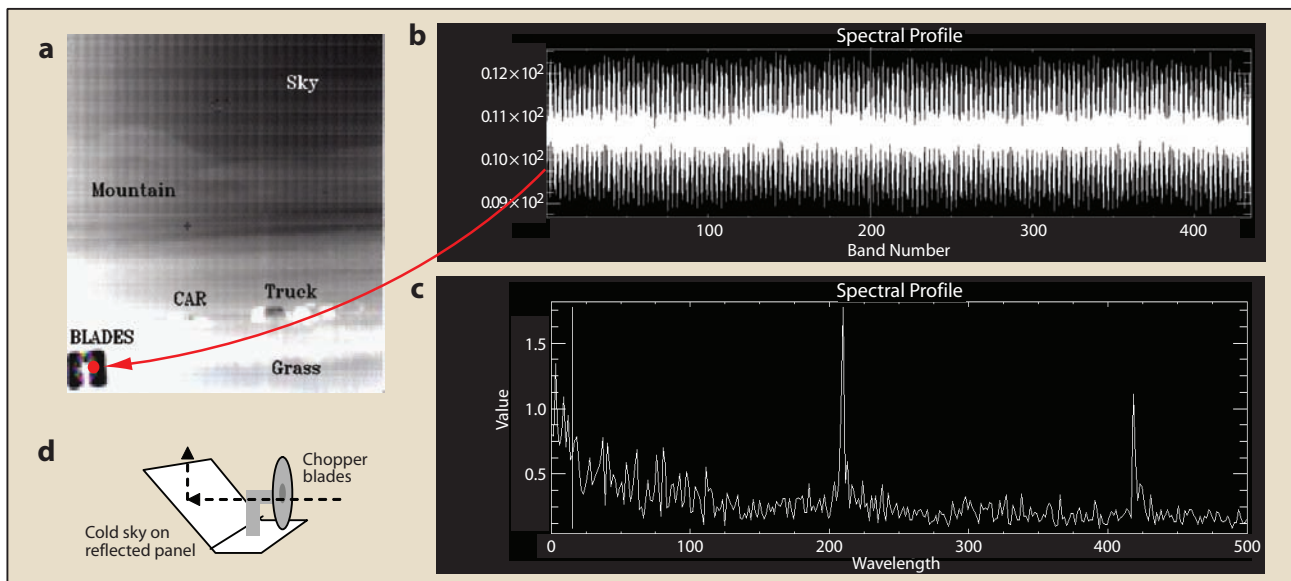 a
Sky
Mountain
CAR
Truck
BLADES
Grass
b
Spectral Profile
0.12×10²
0.11×10²
0.10×10²
0.09×10²
100
200
300
400
Band Number
c
Spectral Profile
1.5
1.0
0.5
Value
0
100
200
300
400
500
Wavelength
d
Chopper
blades
Cold sky on
reflected panel